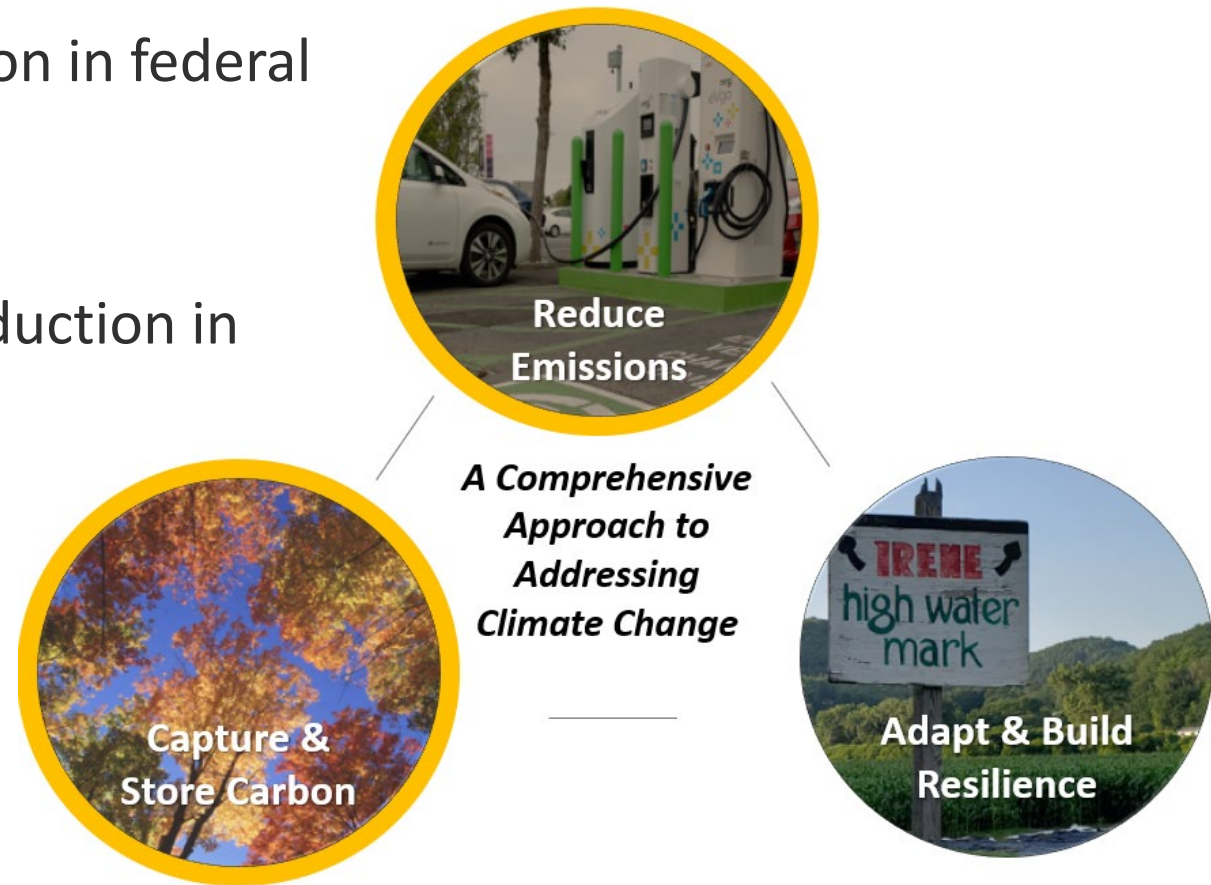 on in federal
duction in
Reduce
Emissions
A Comprehensive
Approach to
Addressing
Climate Change
IRENE
high water
mark
Capture &
Store Carbon
Adapt & Build
Resilience